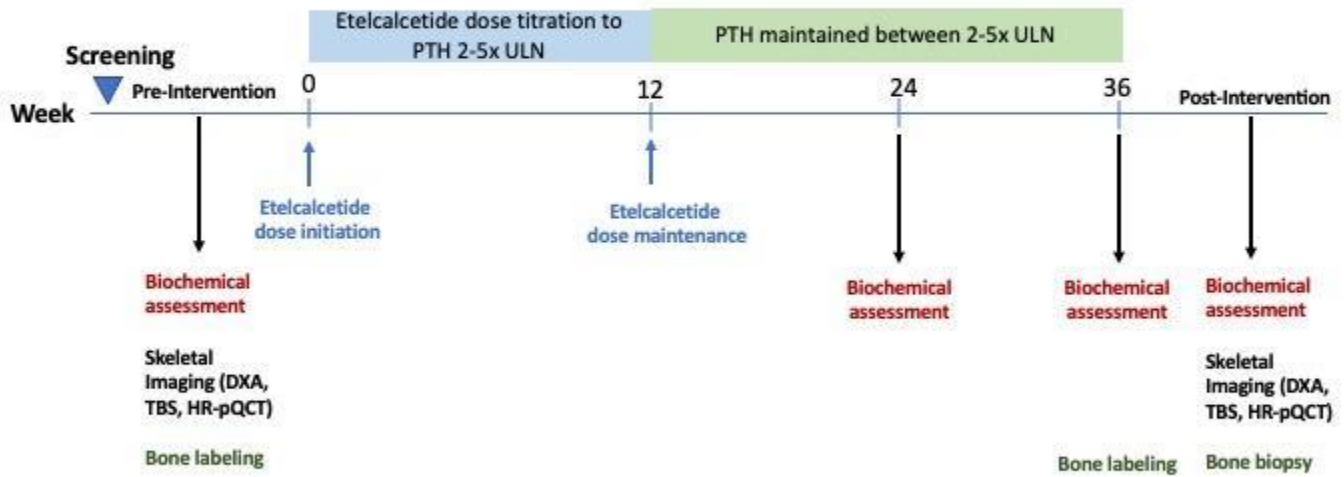 Etelcalcetide dose titration to
PTH 2-5x ULN
PTH maintained between 2-5x ULN
Screening
Pre-Intervention
0
12
24
36
Post-Intervention
Week
Etelcalcetide
dose initiation
Etelcalcetide
dose maintenance
Biochemical
assessment
Skeletal
Imaging (DXA,
TBS, HR-pQCT)
Bone labeling
Biochemical
assessment
Biochemical
assessment
Bone labeling
Biochemical
assessment
Skeletal
Imaging (DXA,
TBS, HR-pQCT)
Bone biopsy